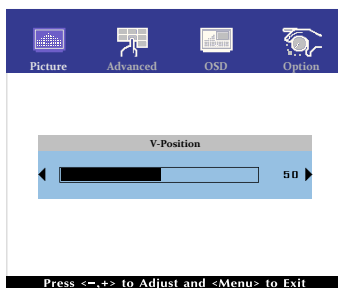 Picture Advanced OSD Option
V-Position
50
Press <-,+> to Adjust and <Menu> to Exit